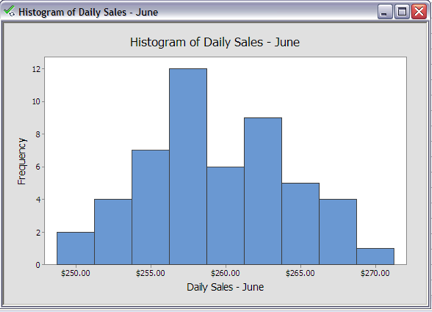 Histogram of Daily Sales - June
Histogram of Daily Sales - June
12
10
8
6
4
2
0
Frequency
$250.00 $255.00 $260.00 $265.00 $270.00
Daily Sales - June